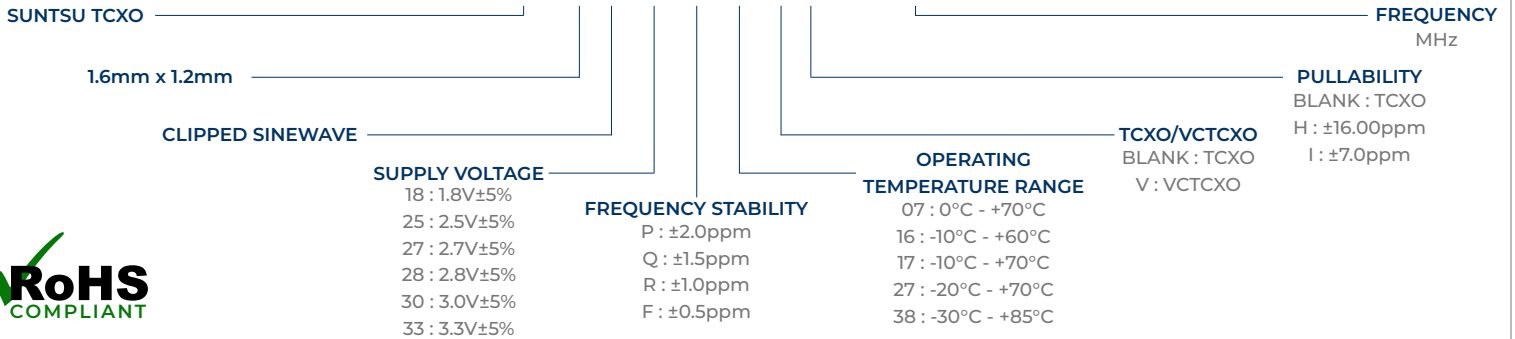 SUNTSU TCXO
FREQUENCY
MHz
1.6mm x 1.2mm
PULLABILITY
BLANK : TCXO
H : ±16.00ppm
I : ±7.0ppm
CLIPPED SINEWAVE
TCXO/VCTCXO
BLANK : TCXO
V : VCTCXO
SUPPLY VOLTAGE
18 : 1.8V±5%
25 : 2.5V±5%
27 : 2.7V±5%
28 : 2.8V±5%
30 : 3.0V±5%
33 : 3.3V±5%
FREQUENCY STABILITY
P : ±2.0ppm
Q : ±1.5ppm
R : ±1.0ppm
F : ±0.5ppm
OPERATING
TEMPERATURE RANGE
07 : 0°C - +70°C
16 : -10°C - +60°C
17 : -10°C - +70°C
27 : -20°C - +70°C
38 : -30°C - +85°C
RoHS
COMPLIANT